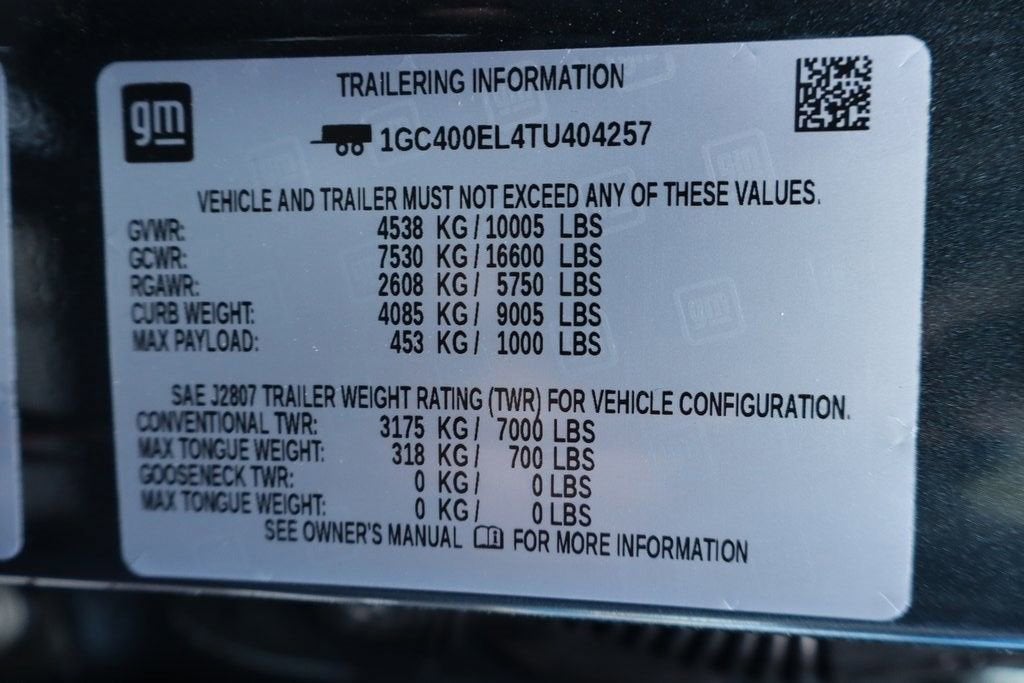 gm
TRAILERING INFORMATION
1GC400EL4TU404257
VEHICLE AND TRAILER MUST NOT EXCEED ANY OF THESE VALUES.
GVWR: 4538 KG/ 10005 LBS
GCWR: 7530 KG/ 16600 LBS
RGAWR: 2608 KG/ 5750 LBS
CURB WEIGHT: 4085 KG/ 9005 LBS
MAX PAYLOAD: 453 KG/ 1000 LBS
SAE J2807 TRAILER WEIGHT RATING (TWR) FOR VEHICLE CONFIGURATION.
CONVENTIONAL TWR: 3175 KG/ 7000 LBS
MAX TONGUE WEIGHT: 318 KG/ 700 LBS
GOOSENECK TWR: 0 KG/ 0 LBS
MAX TONGUE WEIGHT: 0 KG/ 0 LBS
SEE OWNER'S MANUAL FOR MORE INFORMATION